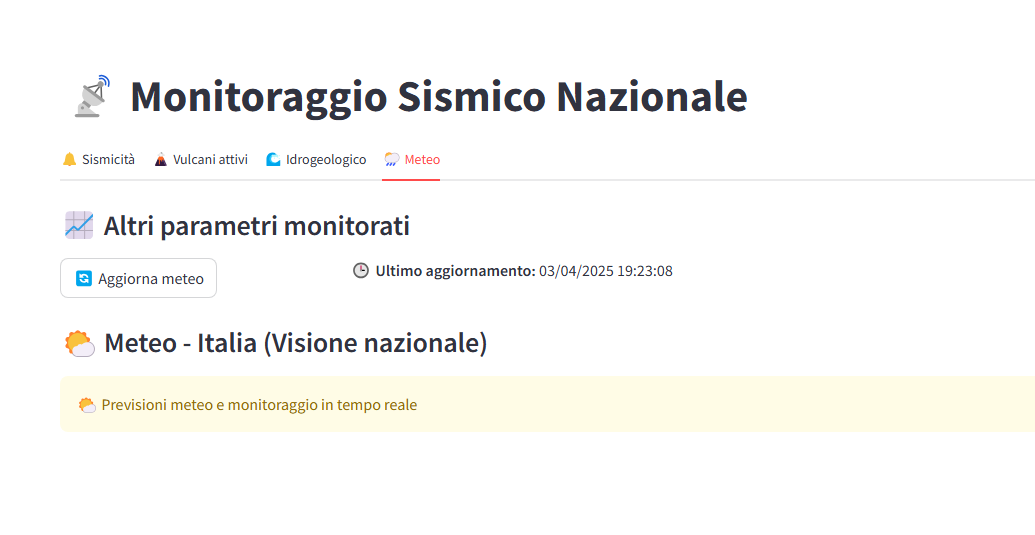 Monitoraggio Sismico Nazionale
Sismicità Vulcani attivi Idrogeologico Meteo
Altri parametri monitorati
Aggiorna meteo Ultimo aggiornamento: 03/04/2025 19:23:08
Meteo - Italia (Visione nazionale)
Previsioni meteo e monitoraggio in tempo reale